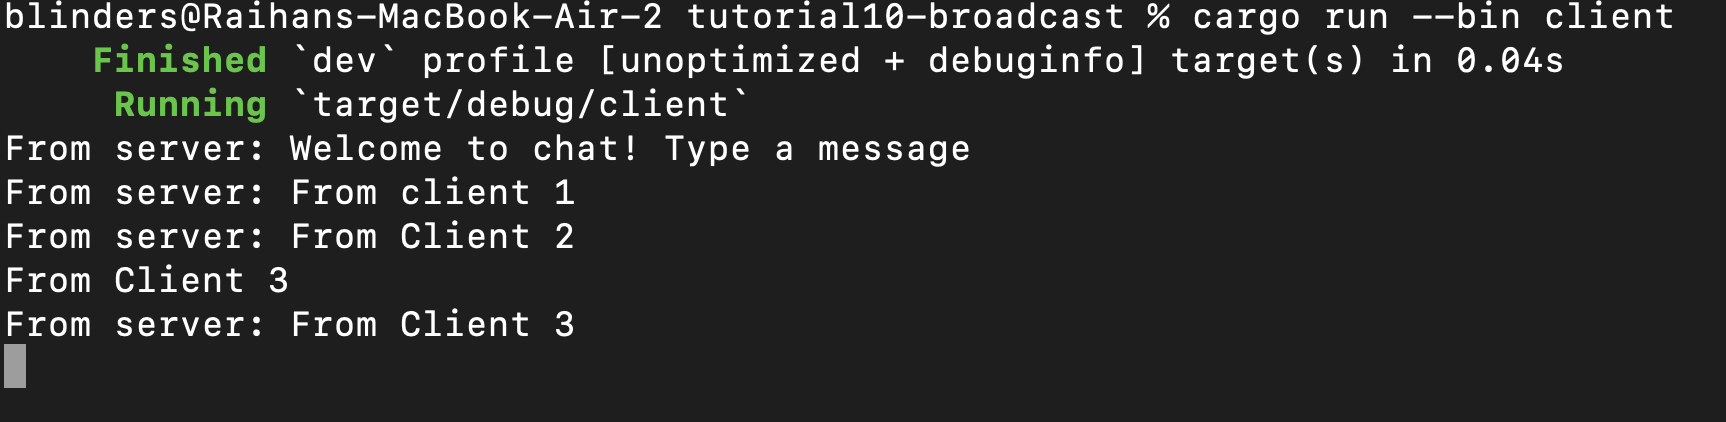 blinders@Raihans-MacBook-Air-2 tutorial10-broadcast % cargo run --bin client
Finished `dev` profile [unoptimized + debuginfo] target(s) in 0.04s
Running `target/debug/client`
From server: Welcome to chat! Type a message
From server: From client 1
From server: From Client 2
From Client 3
From server: From Client 3